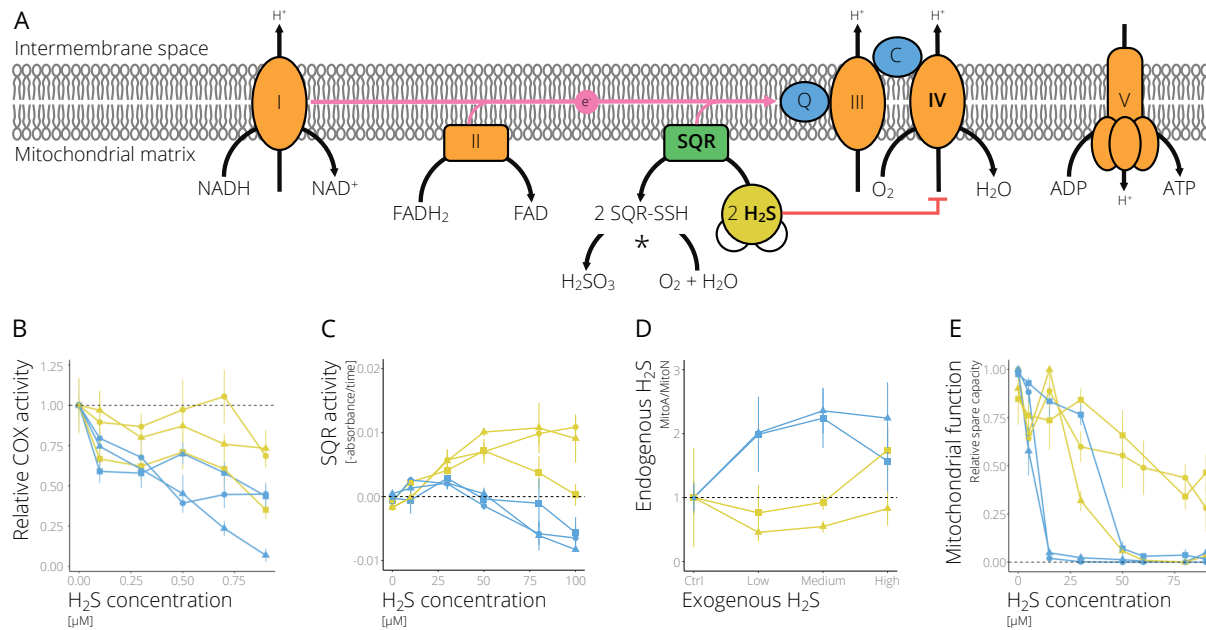 A
Intermembrane space
Mitochondrial matrix
H⁺
H⁺
H⁺
I
e⁻
Q
III
C
IV
V
II
SQR
NADH
NAD⁺
FADH₂
FAD
2 SQR-SSH
2 H₂S
O₂
H₂O
ADP
H⁺
ATP
*
H₂SO₃
O₂ + H₂O
B
Relative COX activity
1.25
1.00
0.75
0.50
0.25
0.00
0.00
0.25
0.50
0.75
H₂S concentration
[µM]
C
SQR activity
[-absorbance/time]
0.02
0.01
0.00
-0.01
0
25
50
75
100
H₂S concentration
[µM]
D
Endogenous H₂S
MitoA/MitoN
3
2
1
0
Ctrl
Low
Medium
High
Exogenous H₂S
E
Mitochondrial function
Relative spare capacity
1.00
0.75
0.50
0.25
0.00
0
25
50
75
H₂S concentration
[µM]